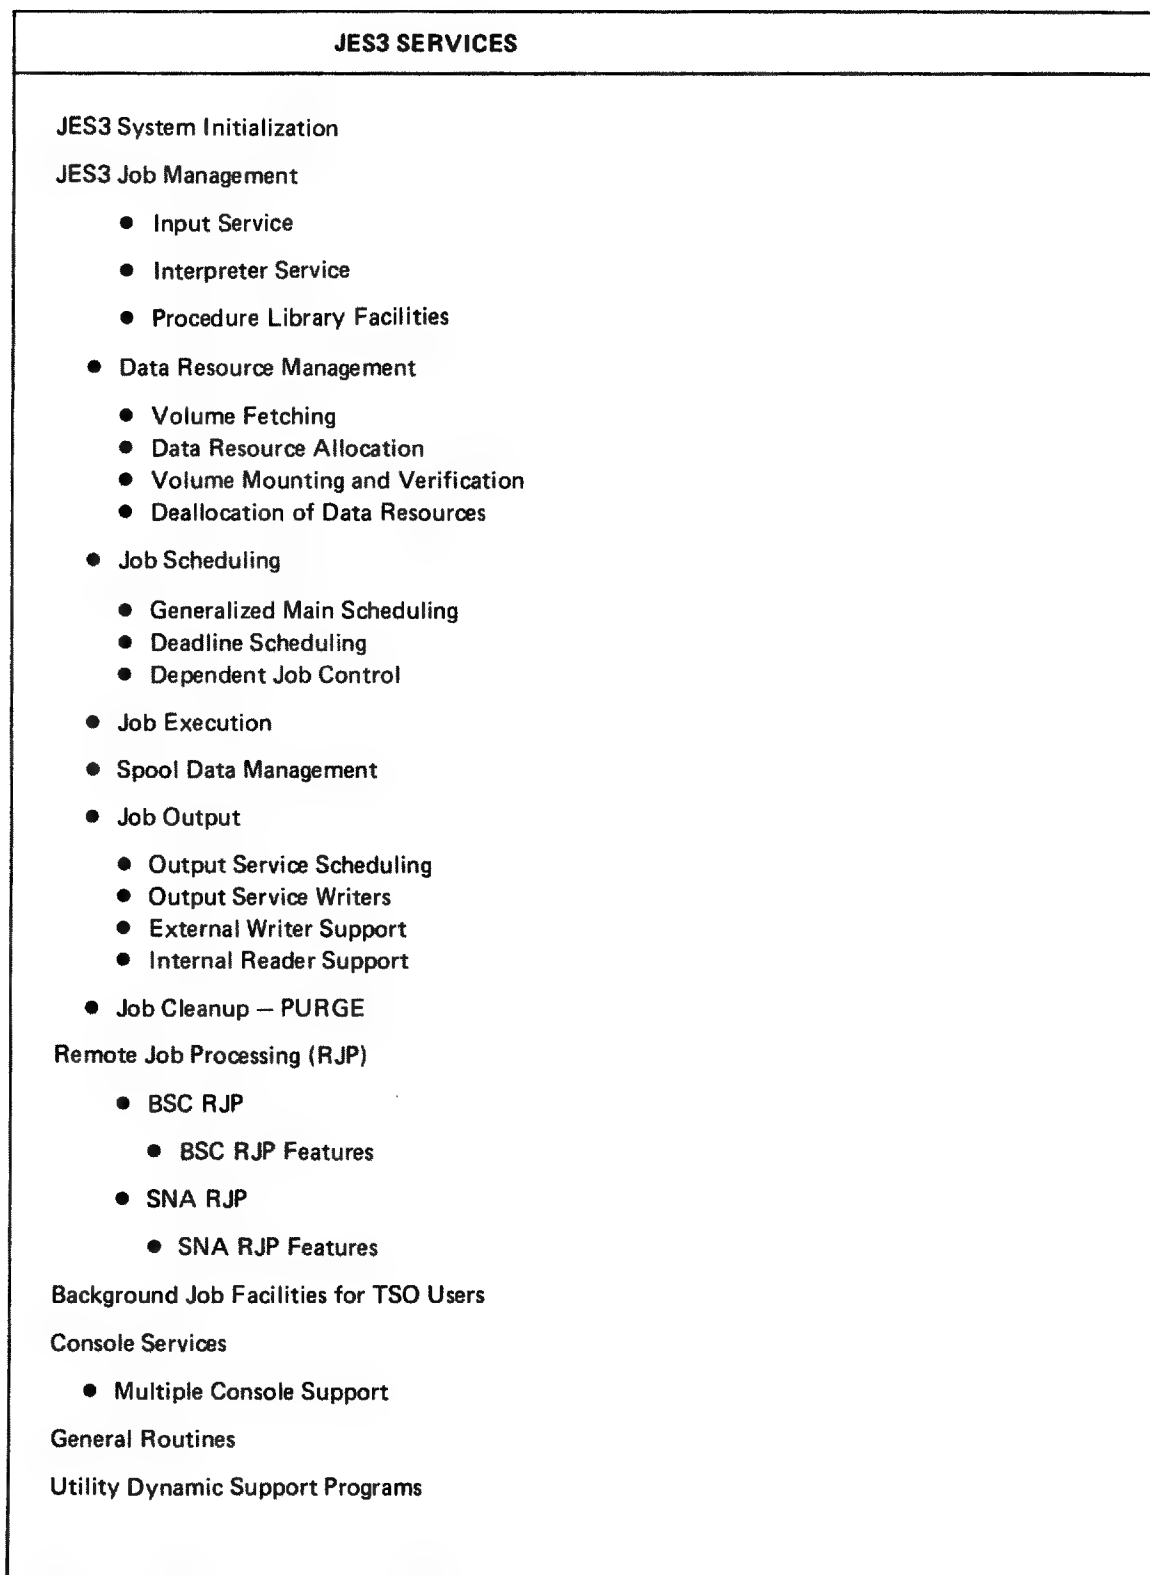 JES3 SERVICES
JES3 System Initialization
JES3 Job Management
● Input Service
● Interpreter Service
● Procedure Library Facilities
● Data Resource Management
● Volume Fetching
● Data Resource Allocation
● Volume Mounting and Verification
● Deallocation of Data Resources
● Job Scheduling
● Generalized Main Scheduling
● Deadline Scheduling
● Dependent Job Control
● Job Execution
● Spool Data Management
● Job Output
● Output Service Scheduling
● Output Service Writers
● External Writer Support
● Internal Reader Support
● Job Cleanup — PURGE
Remote Job Processing (RJP)
● BSC RJP
● BSC RJP Features
● SNA RJP
● SNA RJP Features
Background Job Facilities for TSO Users
Console Services
● Multiple Console Support
General Routines
Utility Dynamic Support Programs